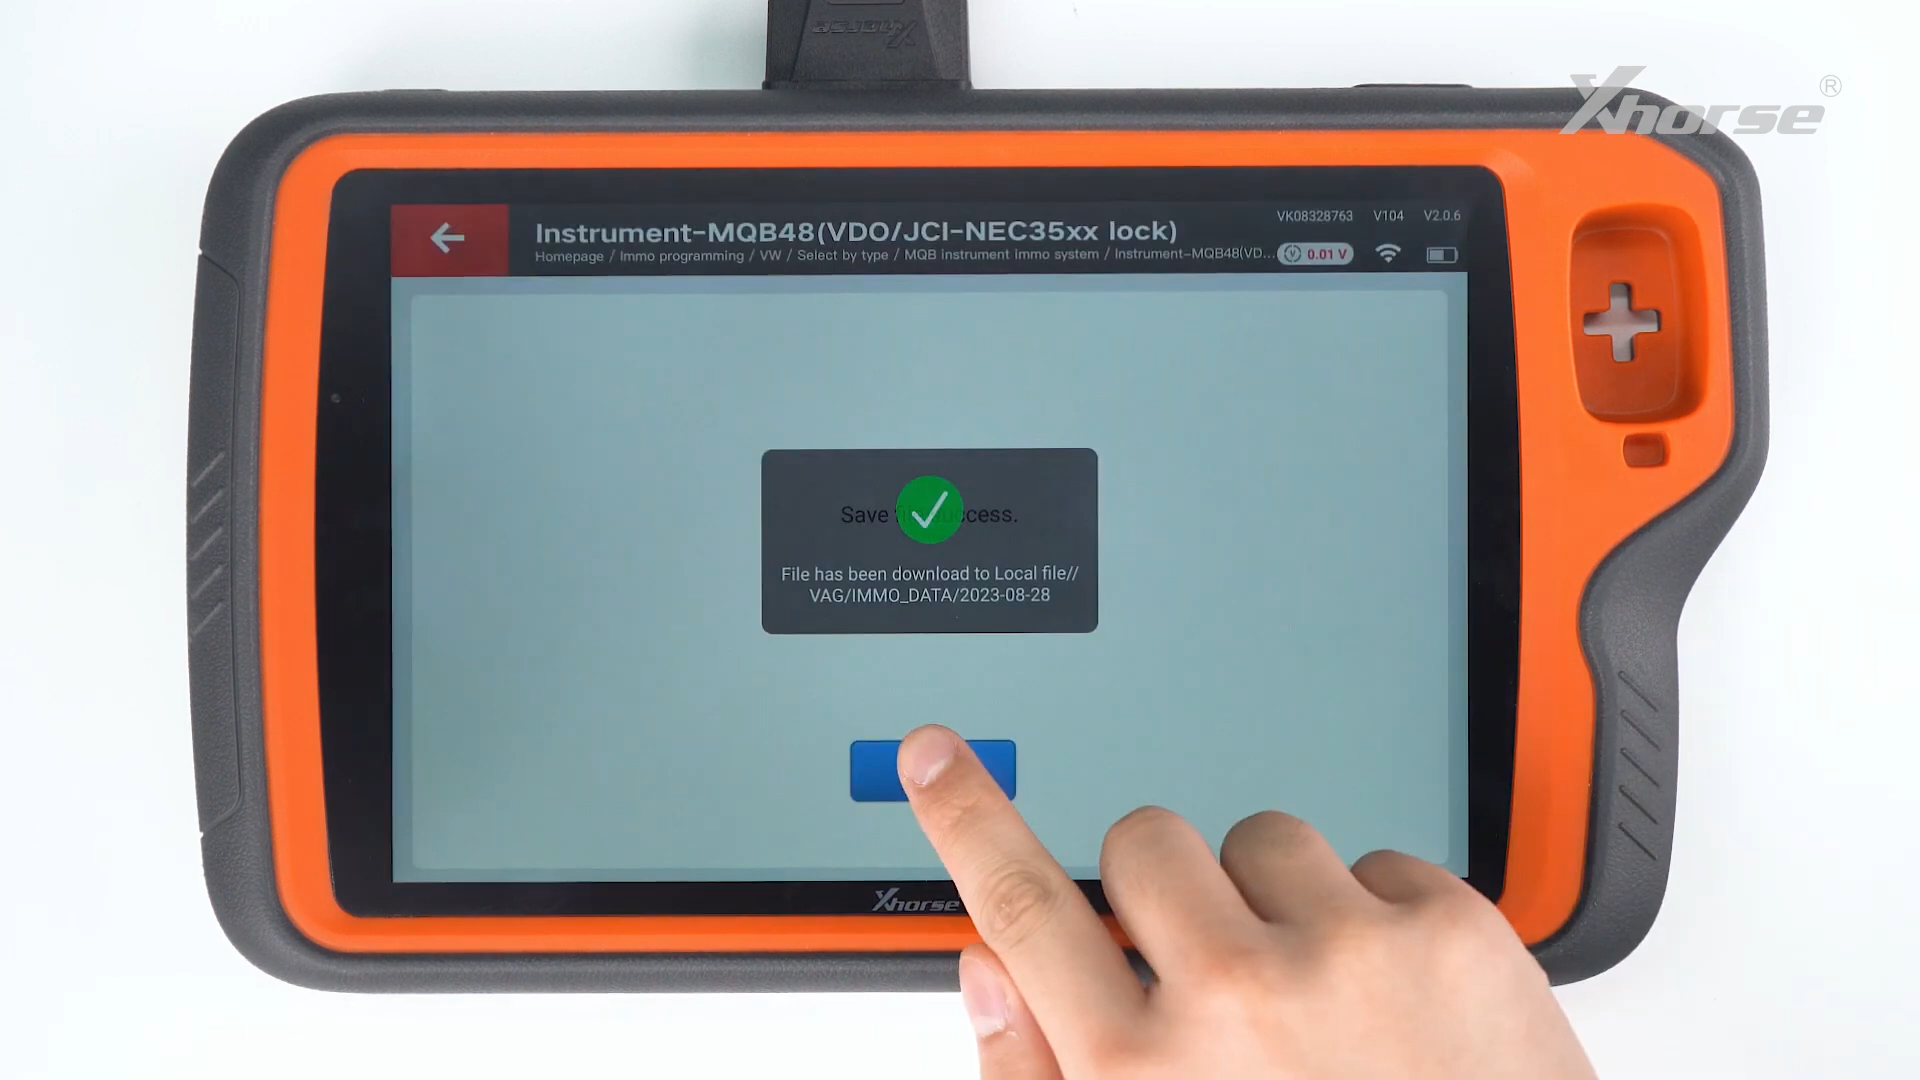 Xhorse
Xhorse®
Instrument-MQB48(VDO/JCI-NEC35xx lock)
VK08328763 V104 V2.0.6
Homepage / Immo programming / VW / Select by type / MQB instrument immo system / Instrument-MQB48(VD...
0.01 V
Save success.
File has been download to Local file//
VAG/IMMO_DATA/2023-08-28
Xhorse